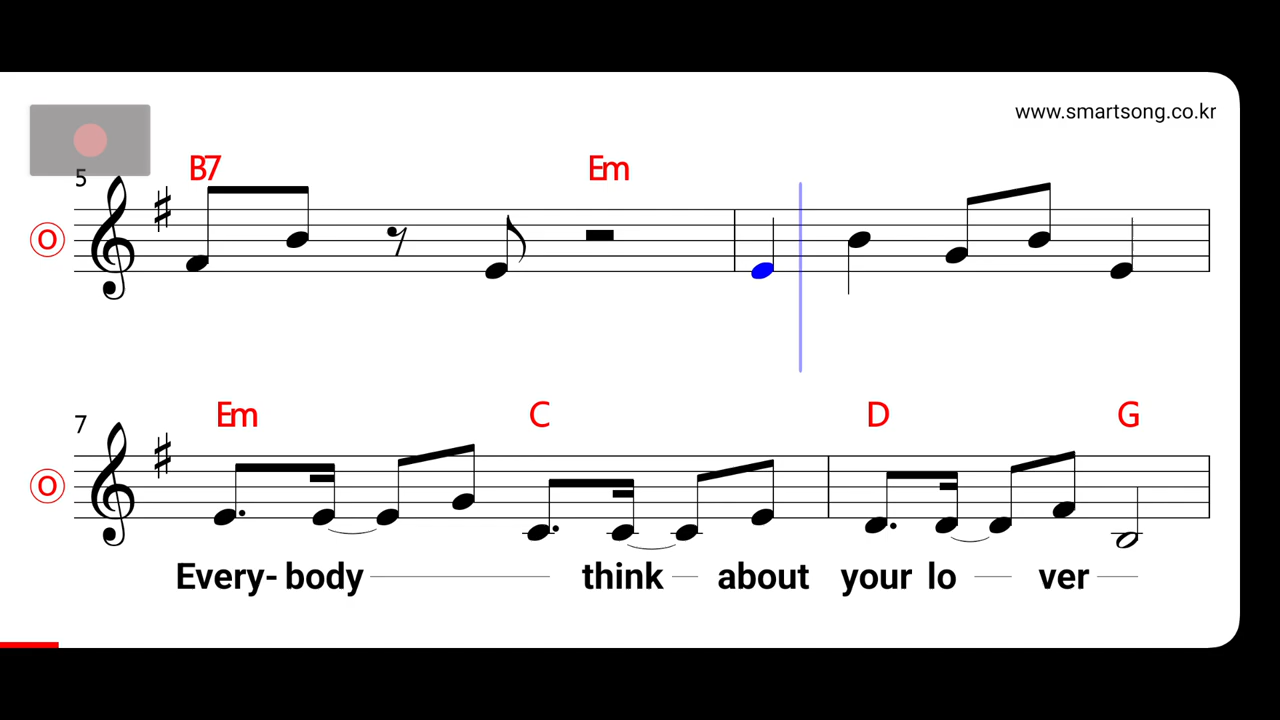 www.smartsong.co.kr
5 B7 Em
O
7 Em C D G
O
Every- body think about your lo ver